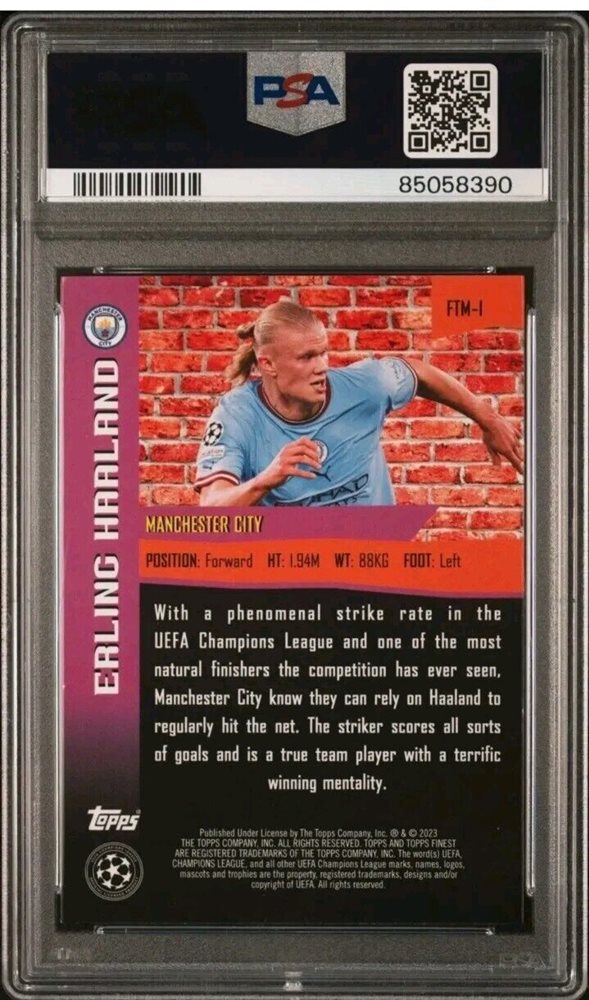 PSA
85058390
MANCHESTER
CITY
FTM-1
ERLING HAALAND
MANCHESTER CITY
POSITION: Forward HT: 1.94M WT: 88KG FOOT: Left
With a phenomenal strike rate in the
UEFA Champions League and one of the most
natural finishers the competition has ever seen,
Manchester City know they can rely on Haaland to
regularly hit the net. The striker scores all sorts
of goals and is a true team player with a terrific
winning mentality.
Topps
Published Under License by The Topps Company, Inc. ® & © 2023
THE TOPPS COMPANY, INC. ALL RIGHTS RESERVED. TOPPS AND TOPPS FINEST
ARE REGISTERED TRADEMARKS OF THE TOPPS COMPANY, INC. The word(s) UEFA,
CHAMPIONS LEAGUE, and all other UEFA Champions League marks, names, logos,
mascots and trophies are the property, registered trademarks, designs and/or
copyright of UEFA. All rights reserved.
PSA